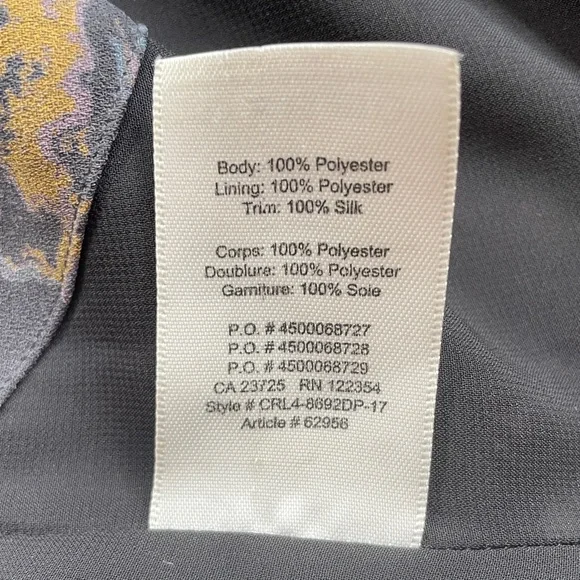 Body: 100% Polyester
Lining: 100% Polyester
Trim: 100% Silk
Corps: 100% Polyester
Doublure: 100% Polyester
Garniture: 100% Soie
P.O. # 4500068727
P.O. # 4500068728
P.O. # 4500068729
CA 23725 RN 122354
Style # CRL4-8692DP-17
Article # 62956